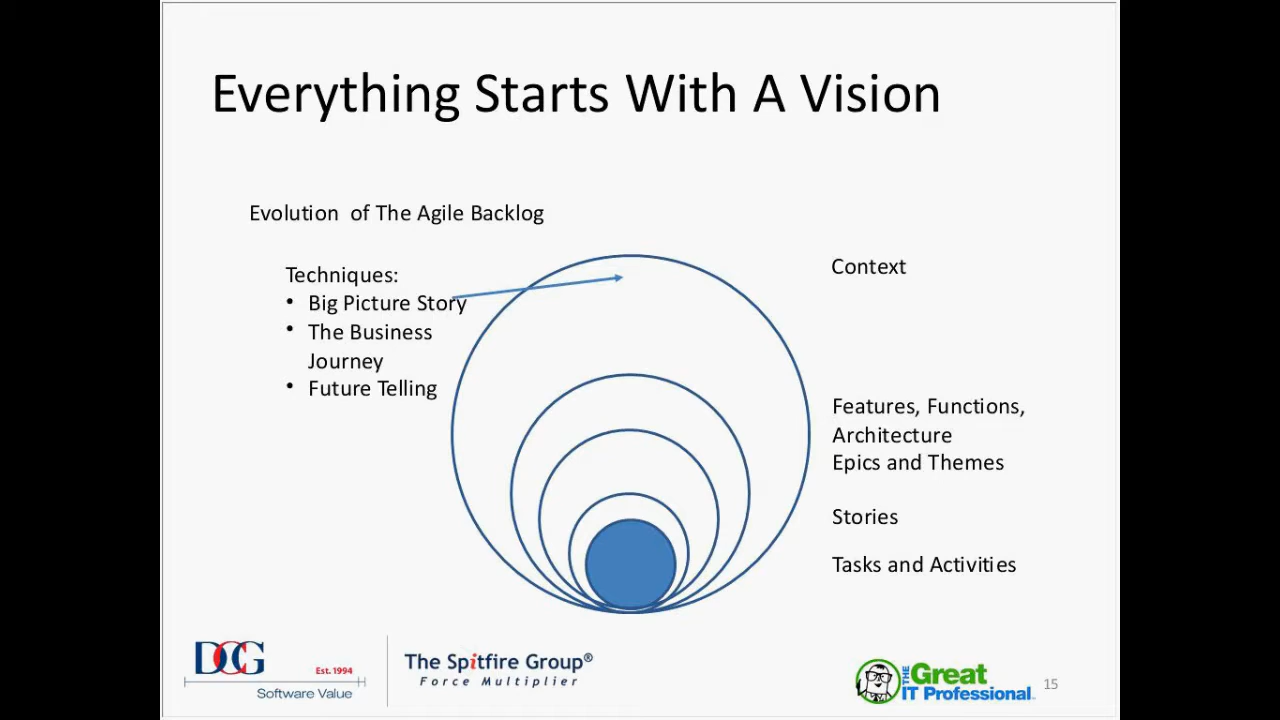 Everything Starts With A Vision
Evolution of The Agile Backlog
Techniques:
• Big Picture Story
• The Business
Journey
• Future Telling
Context
Features, Functions,
Architecture
Epics and Themes
Stories
Tasks and Activities
DCG
Est. 1994
Software Value
The Spitfire Group®
Force Multiplier
THE Great
IT Professional
15